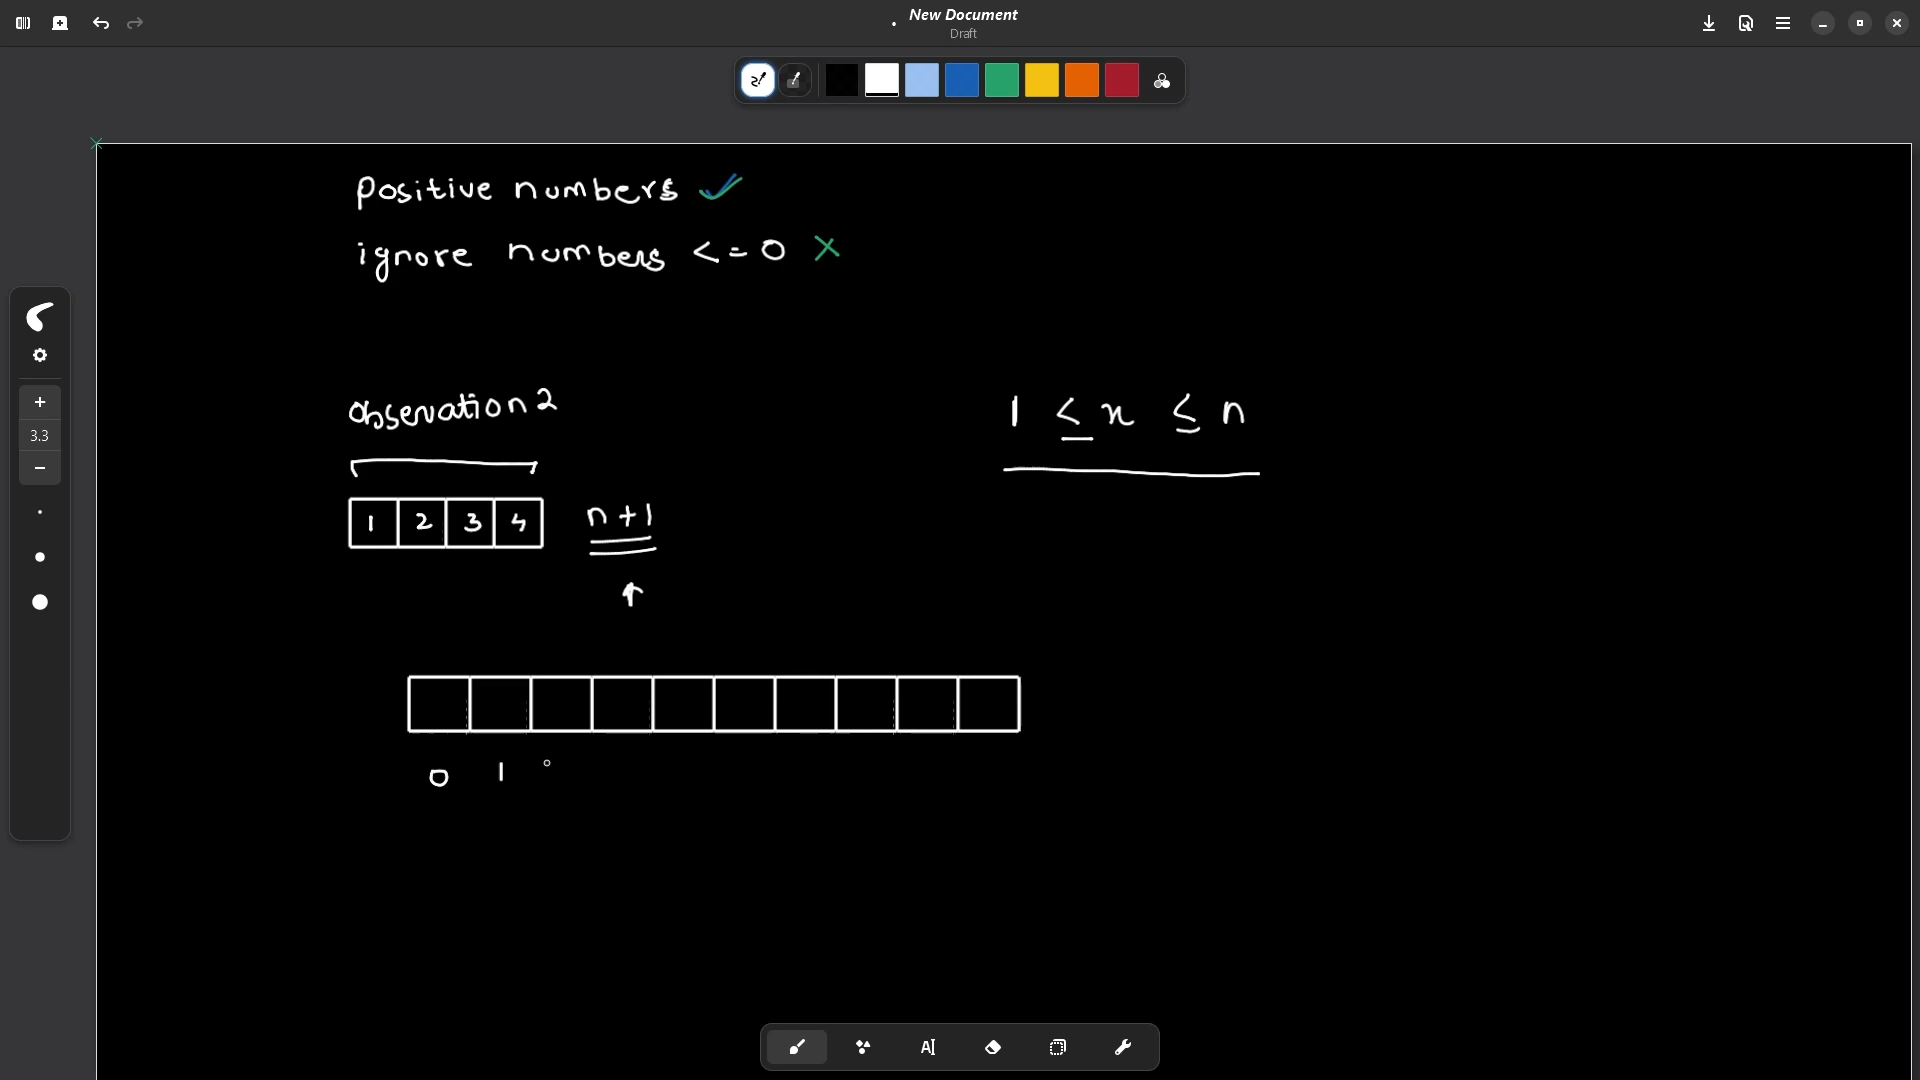 New Document
Draft
positive numbers
ignore numbers <= 0
observation 2
1 ≤ x ≤ n
1 2 3 4
n + 1
0 1
3.3
AI